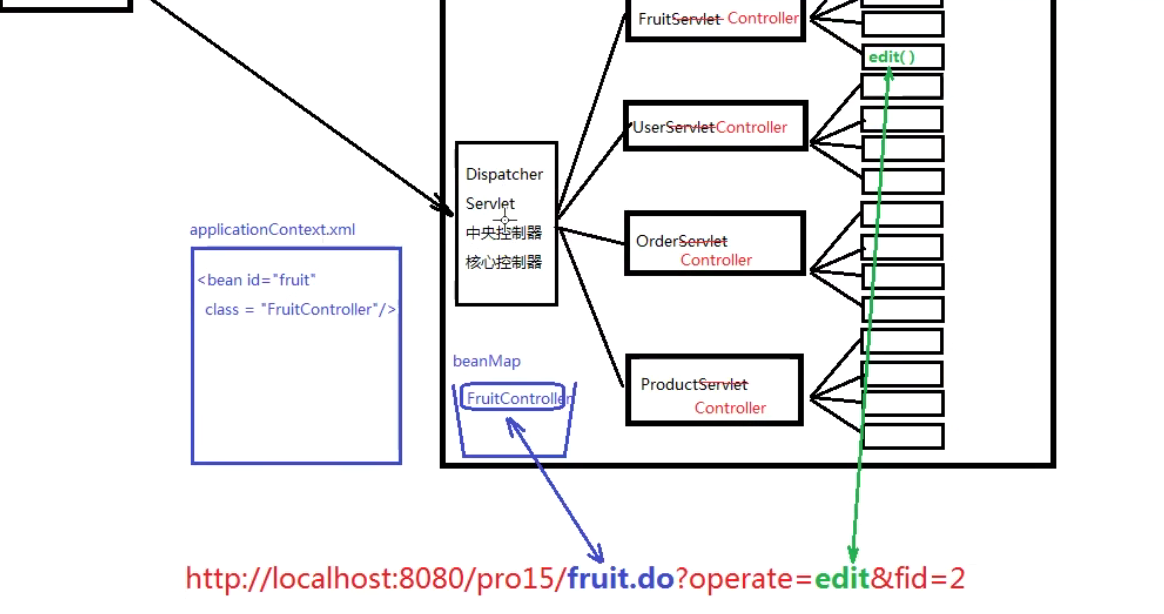 FruitServlet Controller
edit( )
UserServletController
Dispatcher
Servlet
中央控制器
核心控制器
OrderServlet
Controller
applicationContext.xml
<bean id="fruit"
class = "FruitController"/>
beanMap
FruitController
ProductServlet
Controller
http://localhost:8080/pro15/fruit.do?operate=edit&fid=2